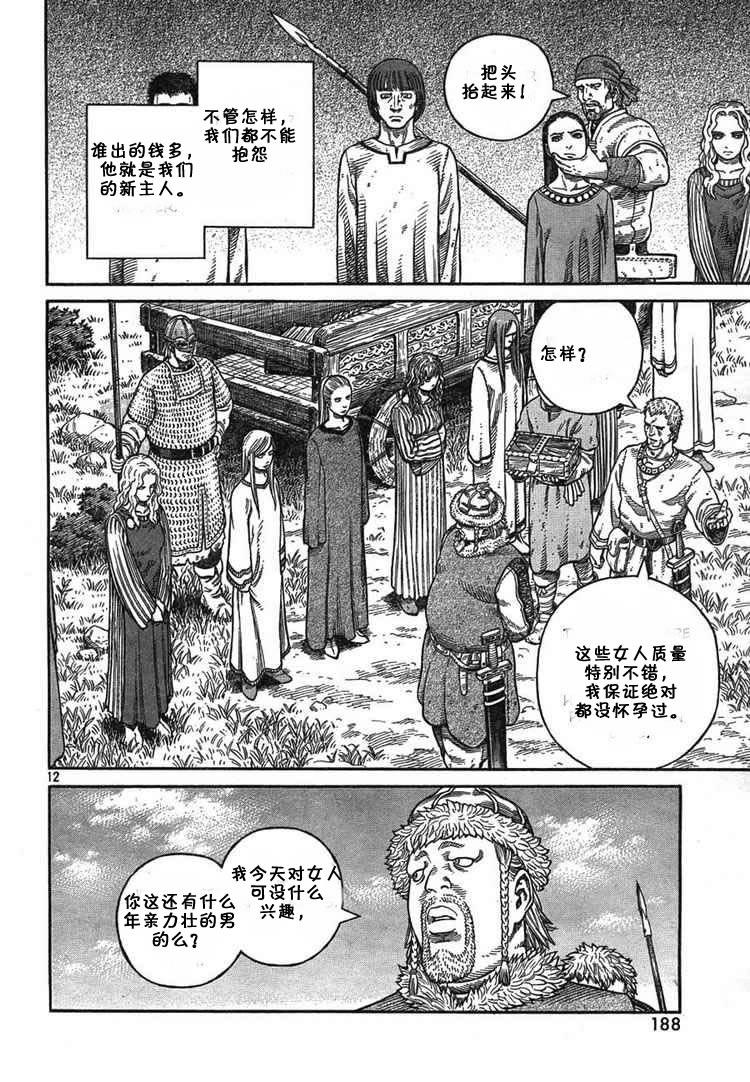 把头
抬起来！
不管怎样，
我们都不能
抱怨
谁出的钱多，
他就是我们
的新主人。
怎样？
这些女人质量
特别不错，
我保证绝对
都没怀孕过。
12
我今天对女人
可没什么
兴趣，
你这还有什么
年亲力壮的男
的么？
188